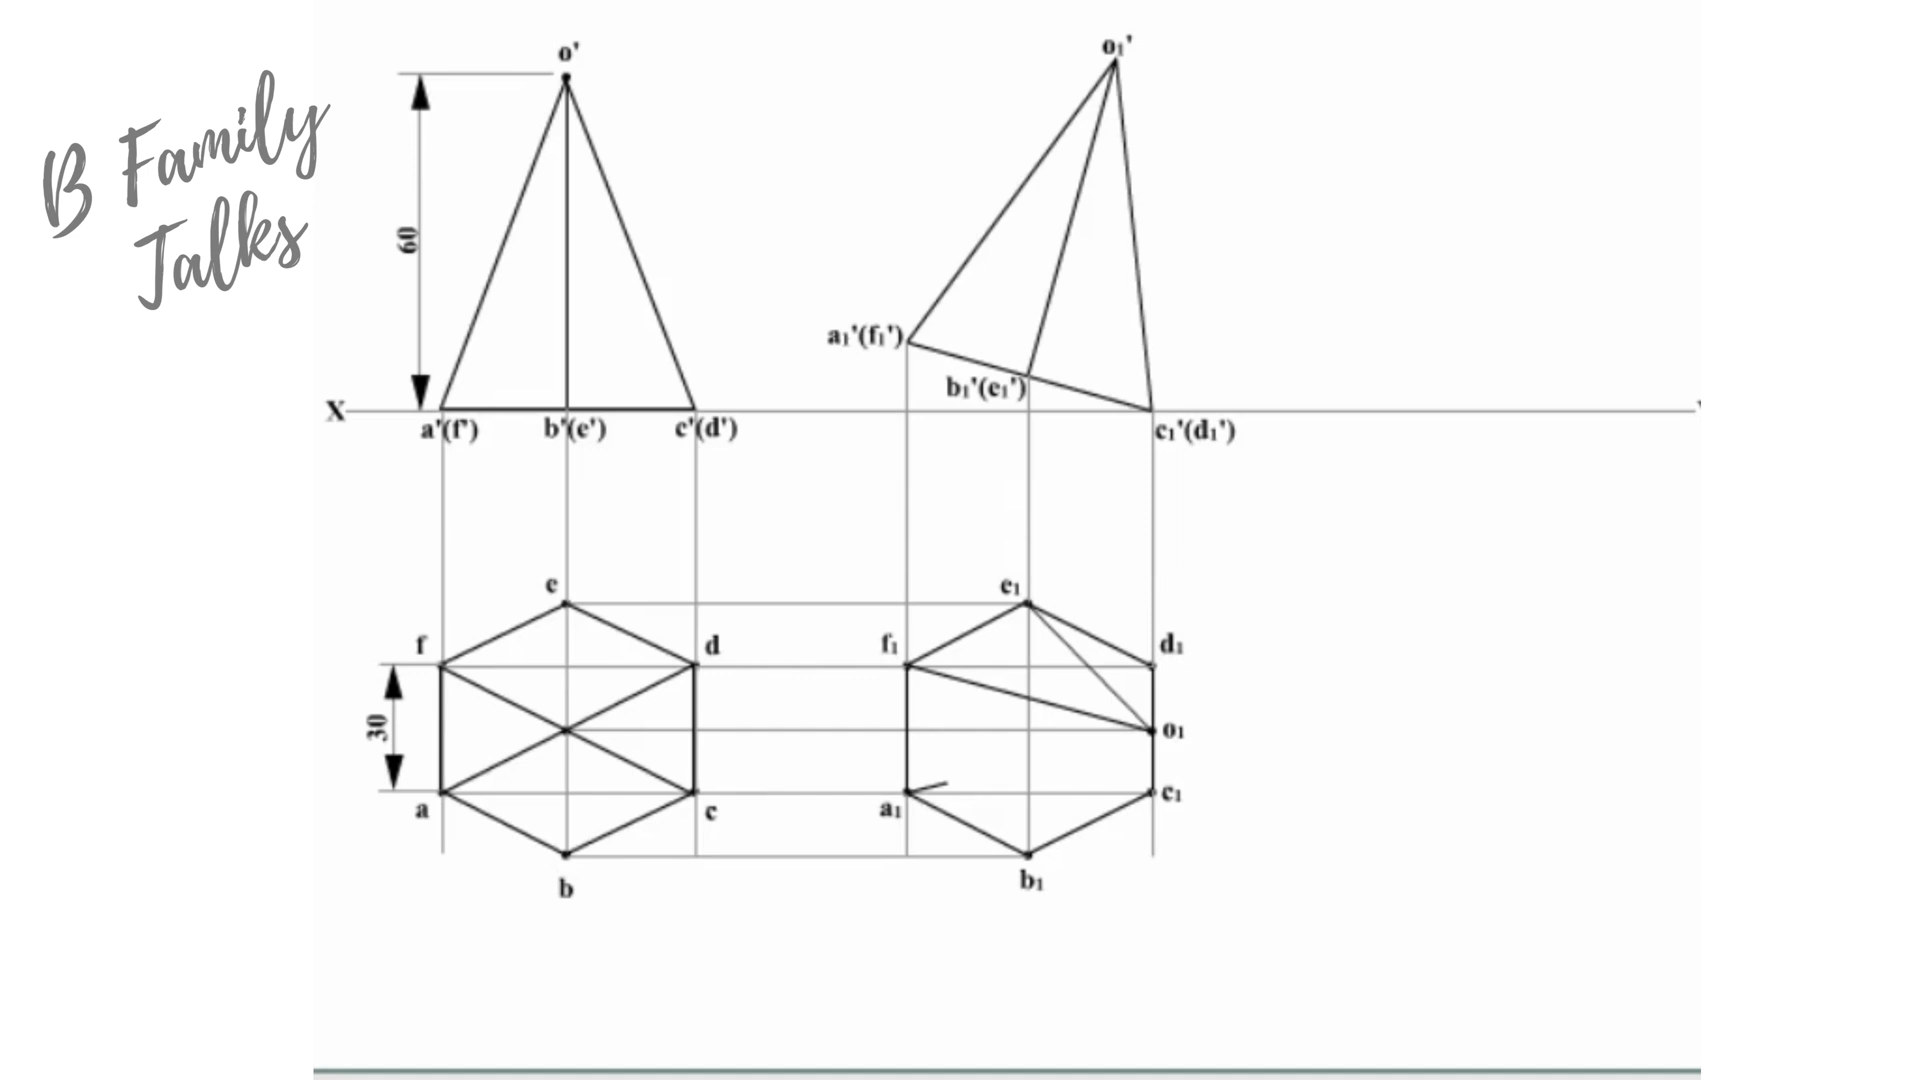 B Family
Talks
o'
o₁'
60
a₁'(f₁')
b₁'(e₁')
X
a'(f')
b'(e')
c'(d')
c₁'(d₁')
e
e₁
f
d
f₁
d₁
30
o₁
a
c
a₁
c₁
b
b₁